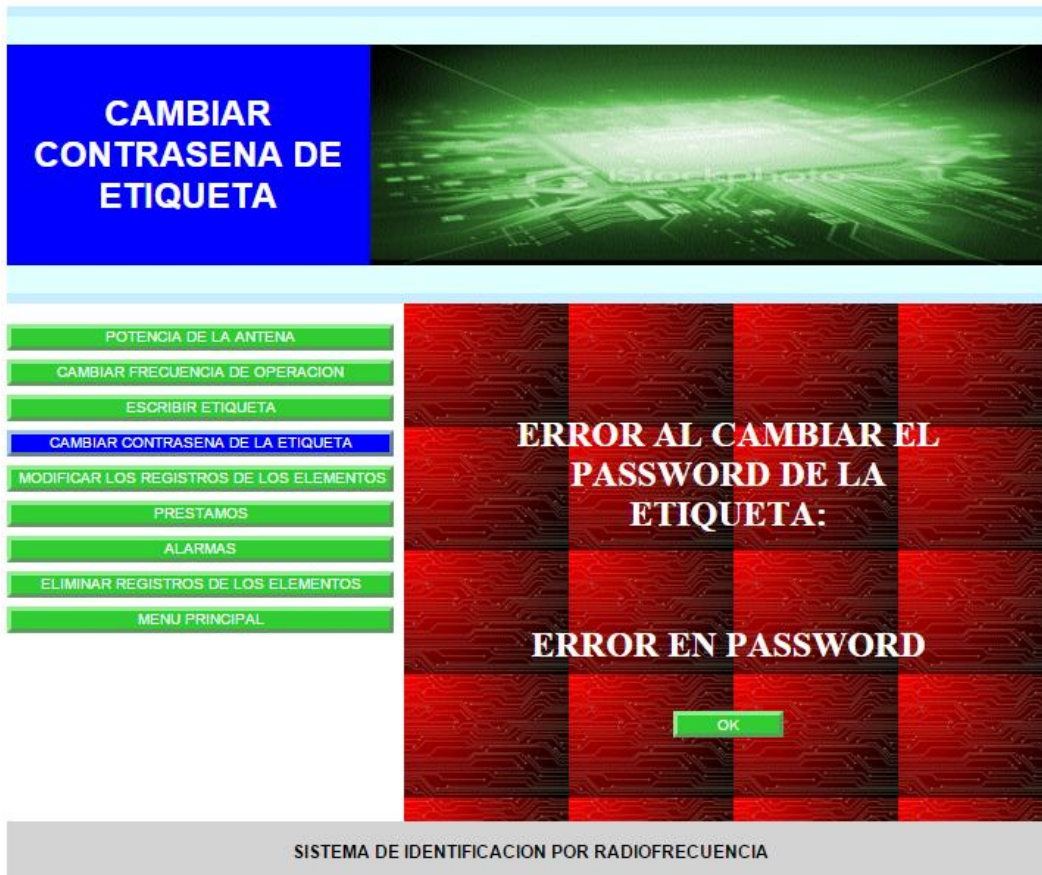 CAMBIAR
CONTRASENA DE
ETIQUETA
iStockphoto
POTENCIA DE LA ANTENA
CAMBIAR FRECUENCIA DE OPERACION
ESCRIBIR ETIQUETA
CAMBIAR CONTRASENA DE LA ETIQUETA
MODIFICAR LOS REGISTROS DE LOS ELEMENTOS
PRESTAMOS
ALARMAS
ELIMINAR REGISTROS DE LOS ELEMENTOS
MENU PRINCIPAL
ERROR AL CAMBIAR EL
PASSWORD DE LA
ETIQUETA:
ERROR EN PASSWORD
OK
SISTEMA DE IDENTIFICACION POR RADIOFRECUENCIA